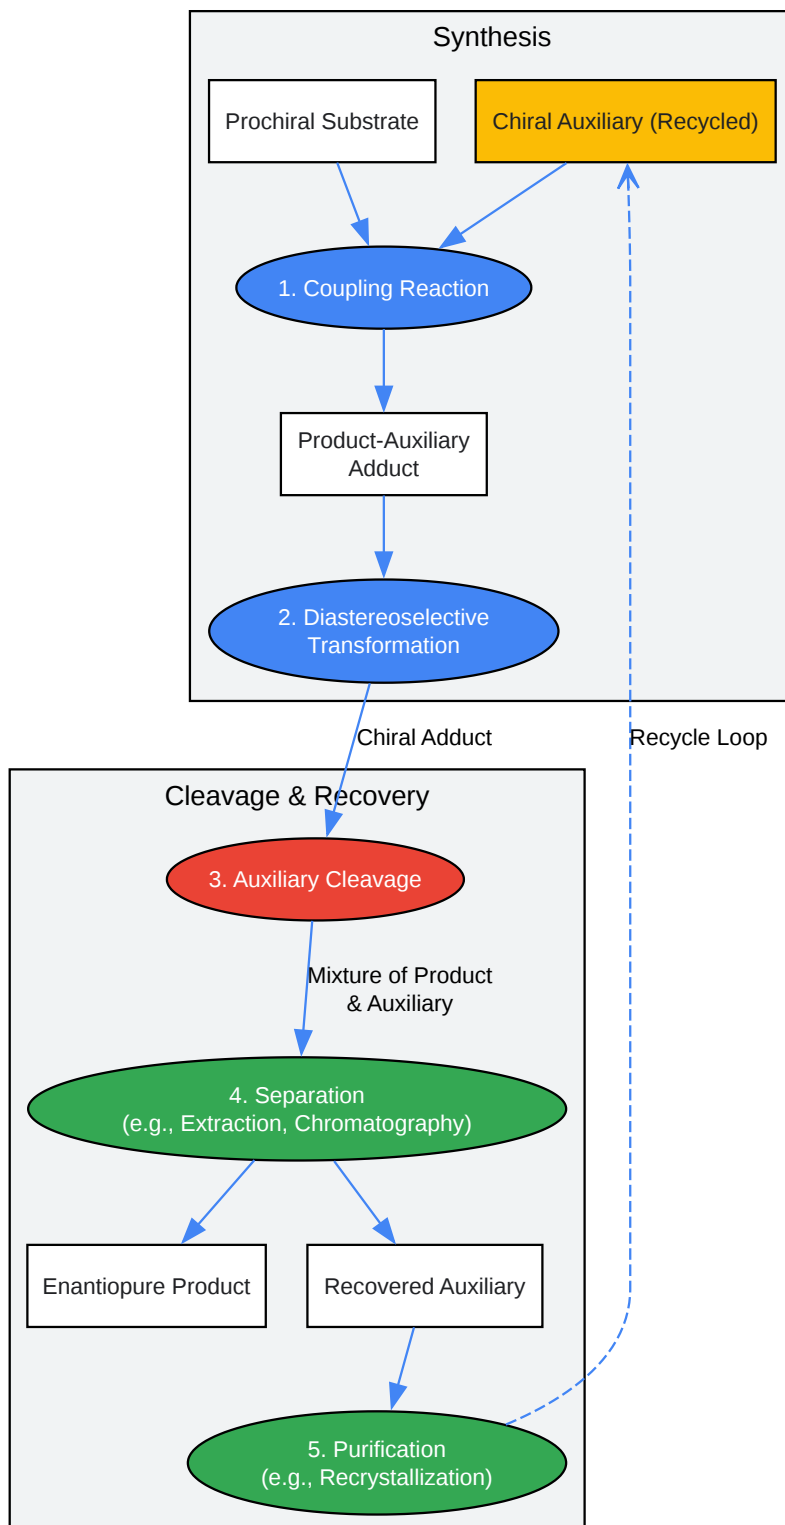 Synthesis
Prochiral Substrate
Chiral Auxiliary (Recycled)
1. Coupling Reaction
Product-Auxiliary
Adduct
2. Diastereoselective
Transformation
Chiral Adduct
Recycle Loop
Cleavage & Recovery
3. Auxiliary Cleavage
Mixture of Product
& Auxiliary
4. Separation
(e.g., Extraction, Chromatography)
Enantiopure Product
Recovered Auxiliary
5. Purification
(e.g., Recrystallization)